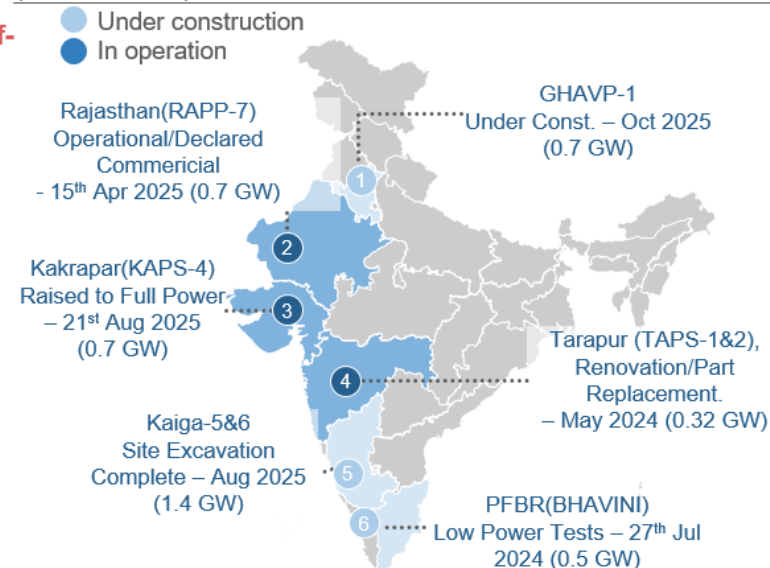 f-
Under construction
In operation
Rajasthan(RAPP-7)
Operational/Declared
Commericial
- 15th Apr 2025 (0.7 GW)
GHAVP-1
Under Const. – Oct 2025
(0.7 GW)
1
2
Kakrapar(KAPS-4)
Raised to Full Power
– 21st Aug 2025
(0.7 GW)
3
4
Tarapur (TAPS-1&2),
Renovation/Part
Replacement.
– May 2024 (0.32 GW)
Kaiga-5&6
Site Excavation
Complete – Aug 2025
(1.4 GW)
5
6
PFBR(BHAVINI)
Low Power Tests – 27th Jul
2024 (0.5 GW)